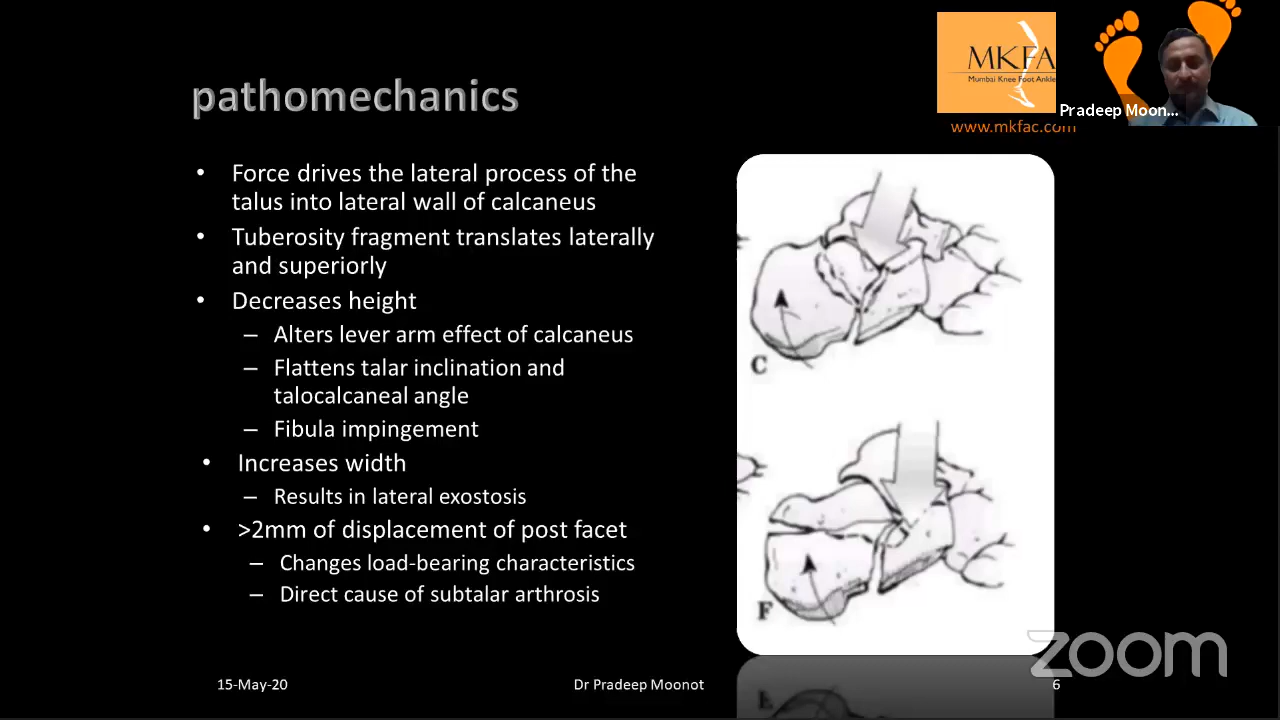 MKFA
Mumbai Knee Foot Ankle
Pradeep Moon...
www.mkfac.com
pathomechanics
• Force drives the lateral process of the
talus into lateral wall of calcaneus
• Tuberosity fragment translates laterally
and superiorly
• Decreases height
– Alters lever arm effect of calcaneus
– Flattens talar inclination and
talocalcaneal angle
– Fibula impingement
• Increases width
– Results in lateral exostosis
• >2mm of displacement of post facet
– Changes load-bearing characteristics
– Direct cause of subtalar arthrosis
C
F
E
zoom
15-May-20
Dr Pradeep Moonot
6